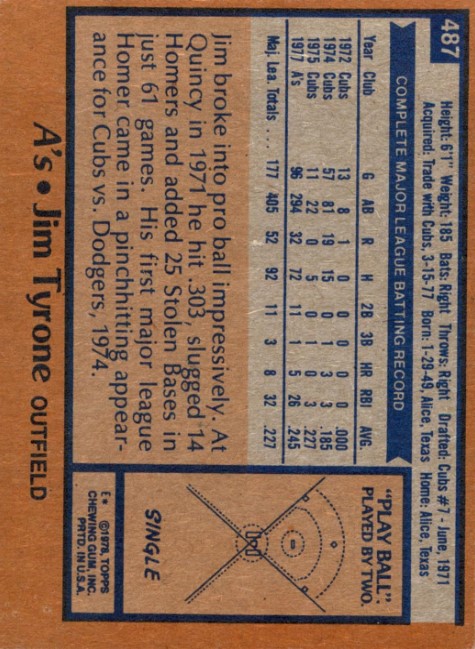 487
Height: 6'1" Weight: 185 Bats: Right Throws: Right Drafted: Cubs #7 - June, 1971
Acquired: Trade with Cubs, 3-15-77 Born: 1-29-49, Alice, Texas Home: Alice, Texas
COMPLETE MAJOR LEAGUE BATTING RECORD
Year Club G AB R H 2B 3B HR RBI AVG.
1972 Cubs 13 8 1 0 0 0 0 0 .000
1974 Cubs 57 81 19 15 0 1 3 3 .185
1975 Cubs 11 22 0 5 0 1 0 3 .227
1977 A's 96 294 32 72 11 1 5 26 .245
Maj. Lea. Totals . . . 177 405 52 92 11 3 8 32 .227
Jim broke into pro ball impressively. At
Quincy in 1971 he hit .303, slugged 14
Homers and added 25 Stolen Bases in
just 61 games. His first major league
Homer came in a pinchhitting appear-
ance for Cubs vs. Dodgers, 1974.
"PLAY BALL".
PLAYED BY TWO.
SINGLE
E* ©1978, TOPPS
CHEWING GUM, INC.
PRTD. IN U.S.A.
A's • Jim Tyrone OUTFIELD